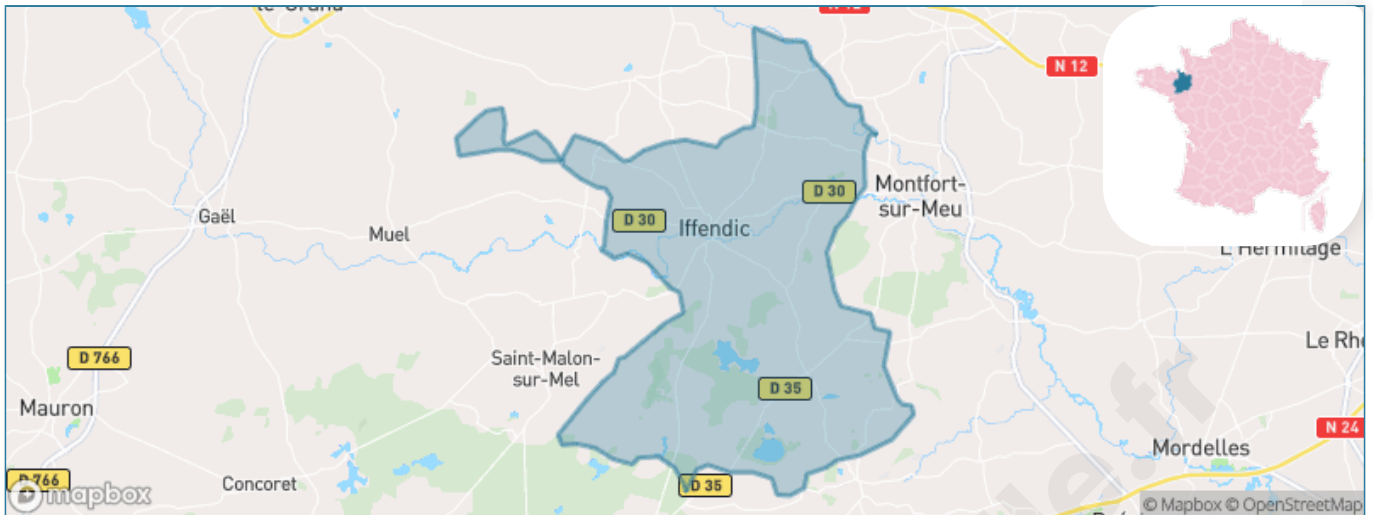 N 12
D 30
Montfort-
sur-Meu
D 30
Iffendic
Gaël
Muel
L'Hermitage
D 766
Saint-Malon-
sur-Mel
Le Rhe
D 35
Mauron
N 24
Mordelles
D 766
Concoret
D 35
mapbox
© Mapbox © OpenStreetMap